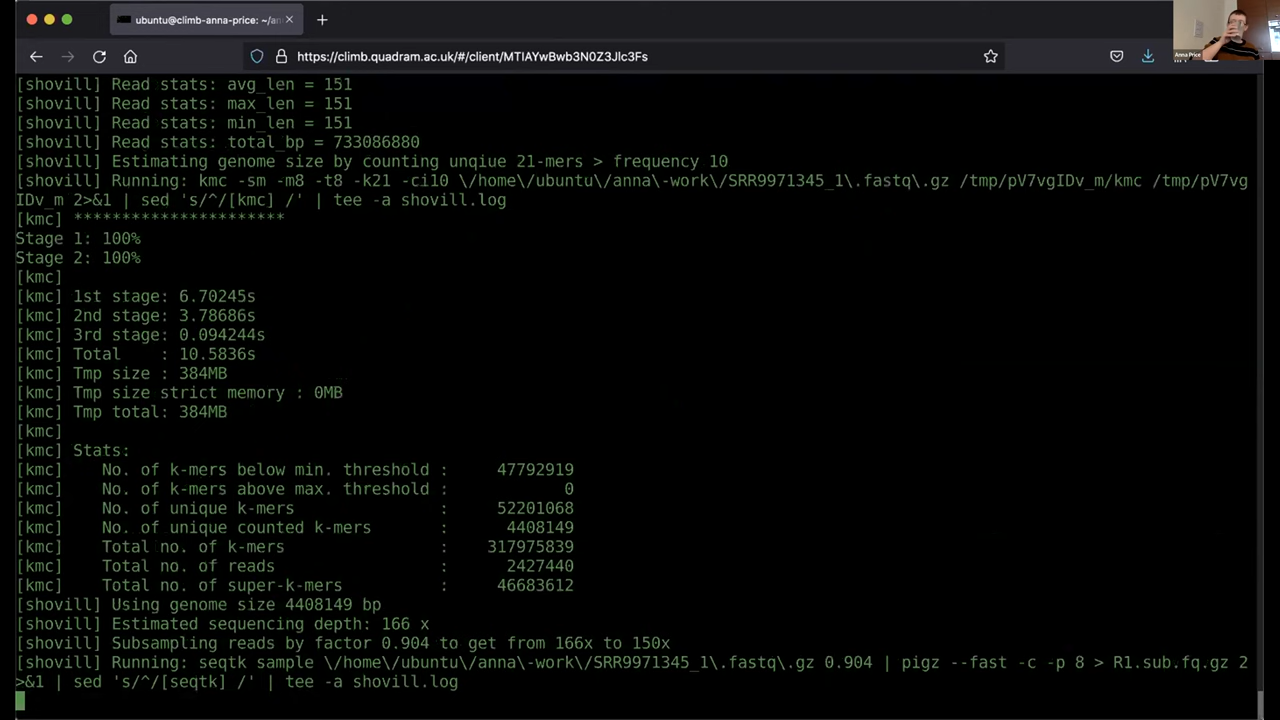 ubuntu@climb-anna-price: ~/an
https://climb.quadram.ac.uk/#/client/MTIAYwBwb3N0Z3Jlc3Fs
Anna Price
[shovill] Read stats: avg_len = 151
[shovill] Read stats: max_len = 151
[shovill] Read stats: min_len = 151
[shovill] Read stats: total_bp = 733086880
[shovill] Estimating genome size by counting unqiue 21-mers > frequency 10
[shovill] Running: kmc -sm -m8 -t8 -k21 -ci10 \/home\/ubuntu\/anna\-work\/SRR9971345_1\.fastq\.gz /tmp/pV7vgIDv_m/kmc /tmp/pV7vg
IDv_m 2>&1 | sed 's/^/[kmc] /' | tee -a shovill.log
[kmc] **********************
Stage 1: 100%
Stage 2: 100%
[kmc]
[kmc] 1st stage: 6.70245s
[kmc] 2nd stage: 3.78686s
[kmc] 3rd stage: 0.094244s
[kmc] Total    : 10.5836s
[kmc] Tmp size : 384MB
[kmc] Tmp size strict memory : 0MB
[kmc] Tmp total: 384MB
[kmc]
[kmc] Stats:
[kmc]    No. of k-mers below min. threshold :     47792919
[kmc]    No. of k-mers above max. threshold :            0
[kmc]    No. of unique k-mers               :     52201068
[kmc]    No. of unique counted k-mers       :      4408149
[kmc]    Total no. of k-mers                :    317975839
[kmc]    Total no. of reads                 :      2427440
[kmc]    Total no. of super-k-mers          :     46683612
[shovill] Using genome size 4408149 bp
[shovill] Estimated sequencing depth: 166 x
[shovill] Subsampling reads by factor 0.904 to get from 166x to 150x
[shovill] Running: seqtk sample \/home\/ubuntu\/anna\-work\/SRR9971345_1\.fastq\.gz 0.904 | pigz --fast -c -p 8 > R1.sub.fq.gz 2
>&1 | sed 's/^/[seqtk] /' | tee -a shovill.log